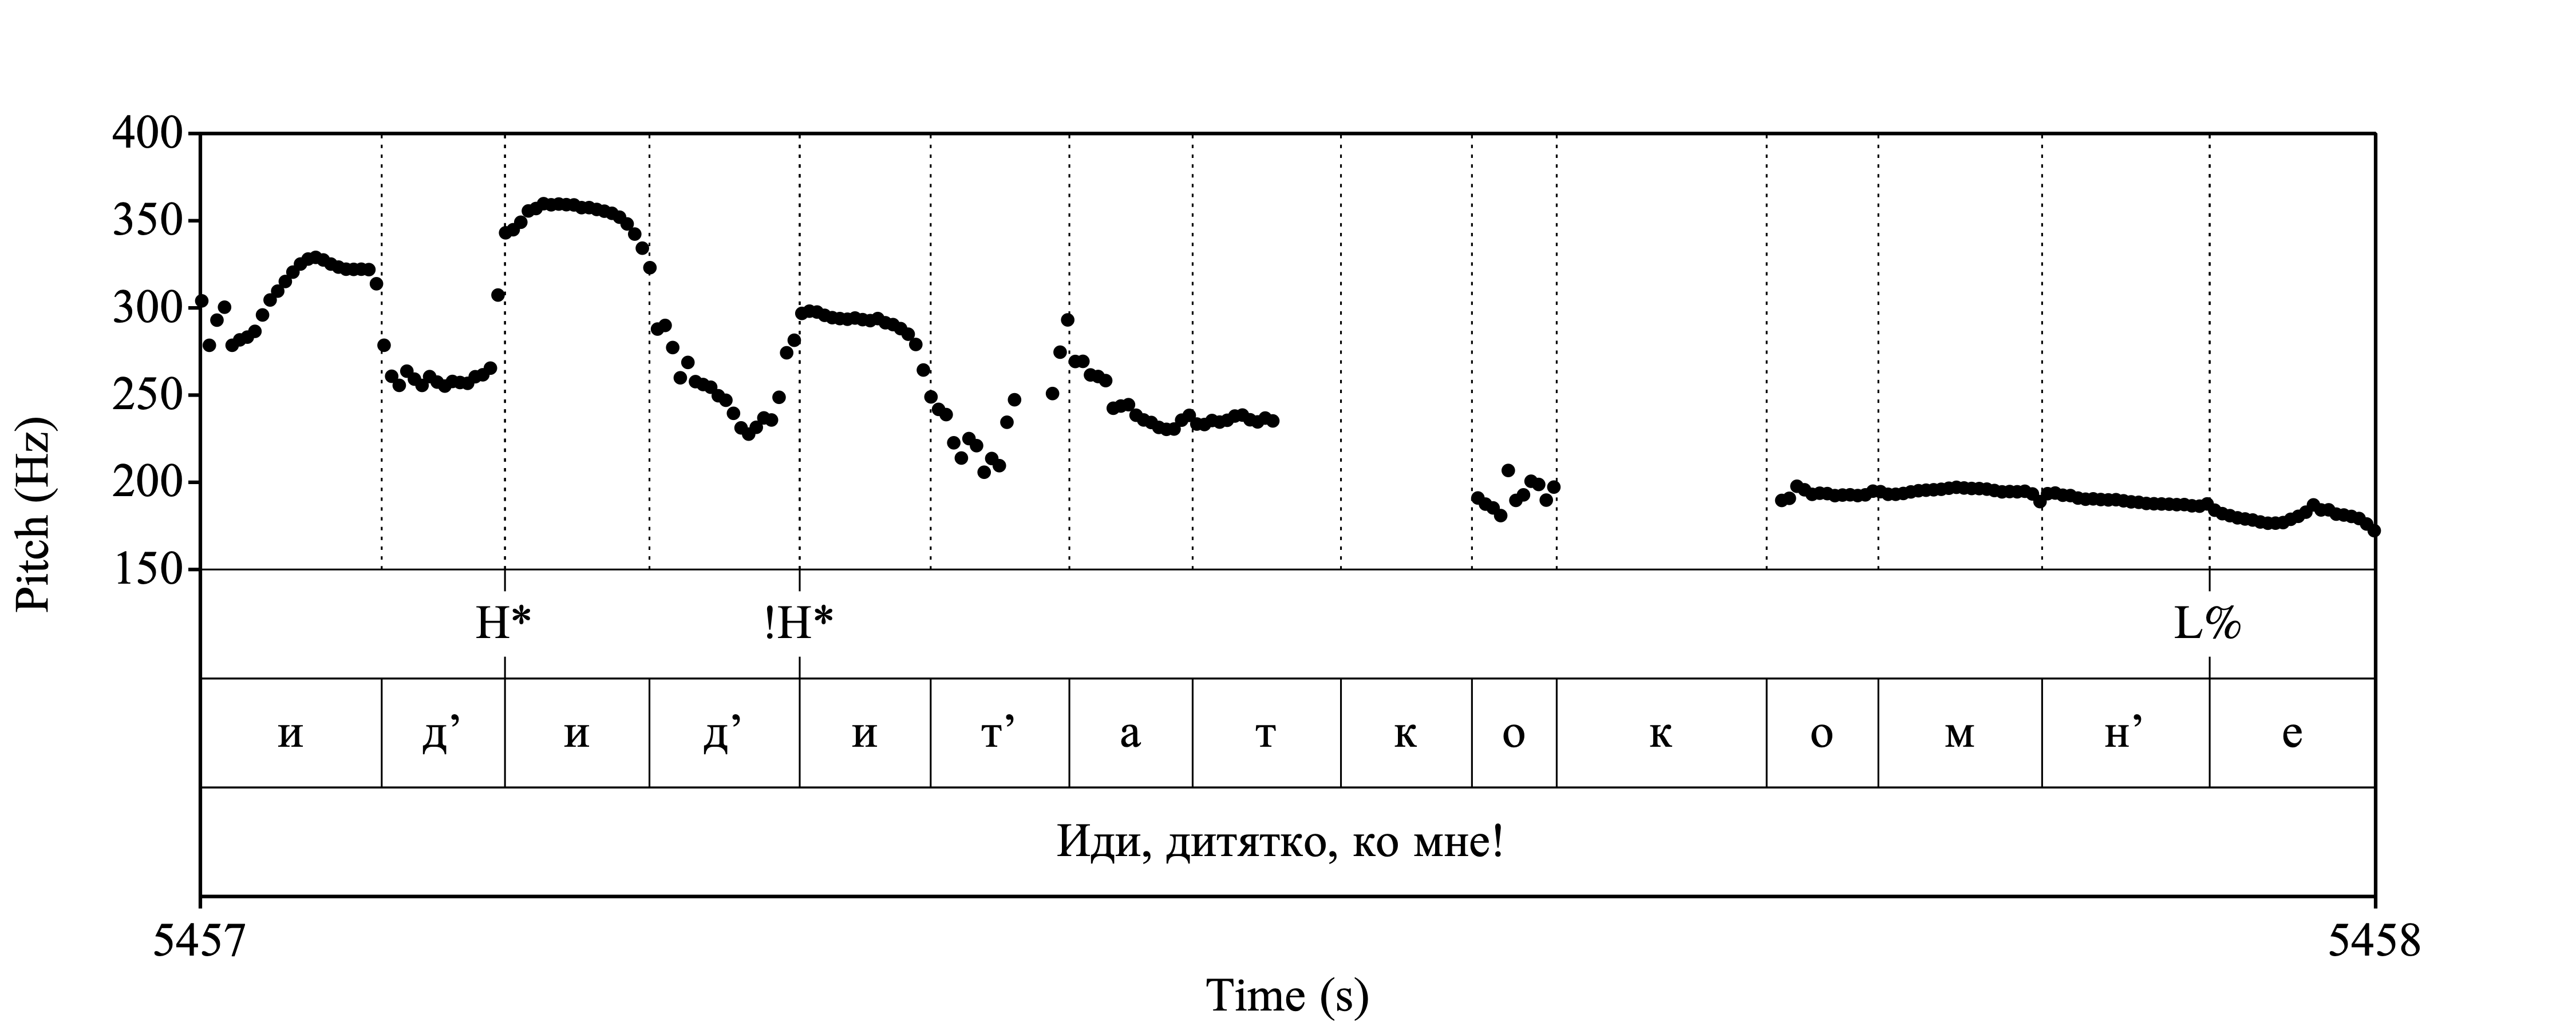 400
350
300
250
200
150
Pitch (Hz)
H* !H* L%
и д’ и д’ и т’ а т к о к о м н’ е
Иди, дитятко, ко мне!
5457 5458
Time (s)